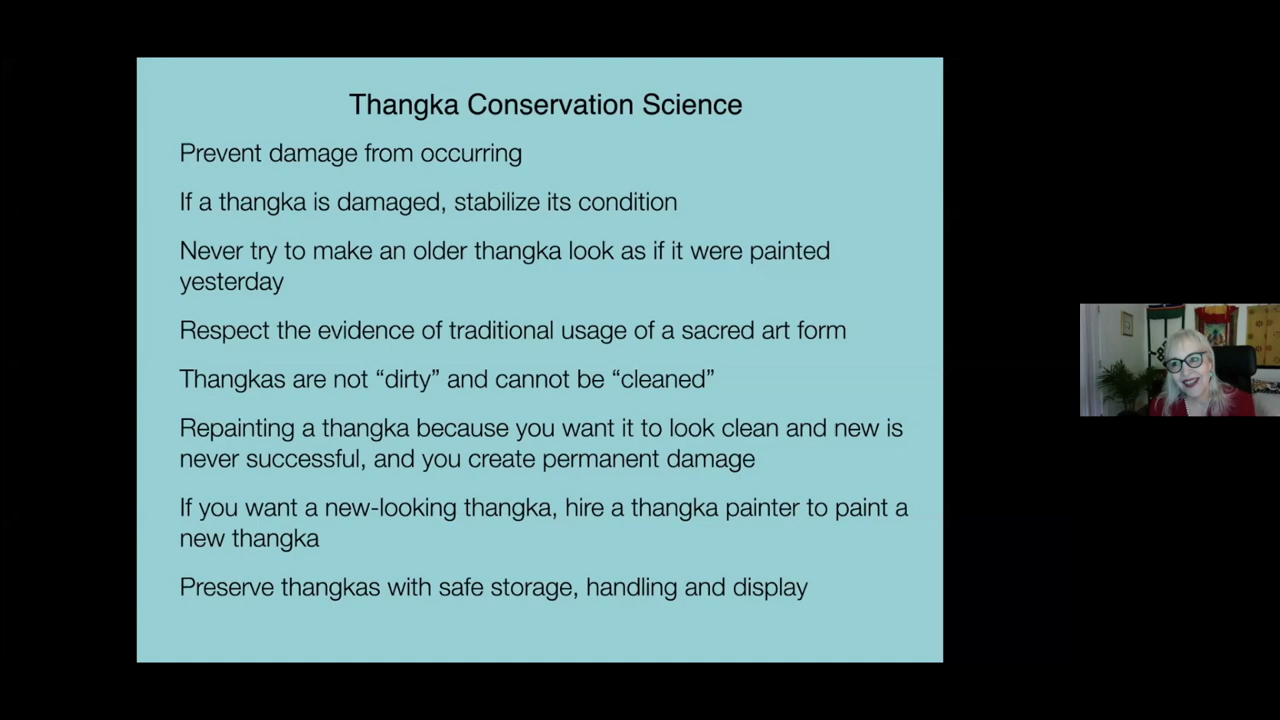 Thangka Conservation Science
Prevent damage from occurring
If a thangka is damaged, stabilize its condition
Never try to make an older thangka look as if it were painted
yesterday
Respect the evidence of traditional usage of a sacred art form
Thangkas are not “dirty” and cannot be “cleaned”
Repainting a thangka because you want it to look clean and new is
never successful, and you create permanent damage
If you want a new-looking thangka, hire a thangka painter to paint a
new thangka
Preserve thangkas with safe storage, handling and display